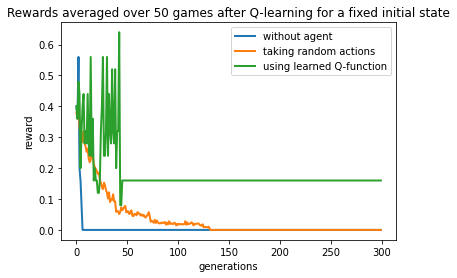 Rewards averaged over 50 games after Q-learning for a fixed initial state
without agent
taking random actions
using learned Q-function
reward
0.6
0.5
0.4
0.3
0.2
0.1
0.0
0 50 100 150 200 250 300
generations